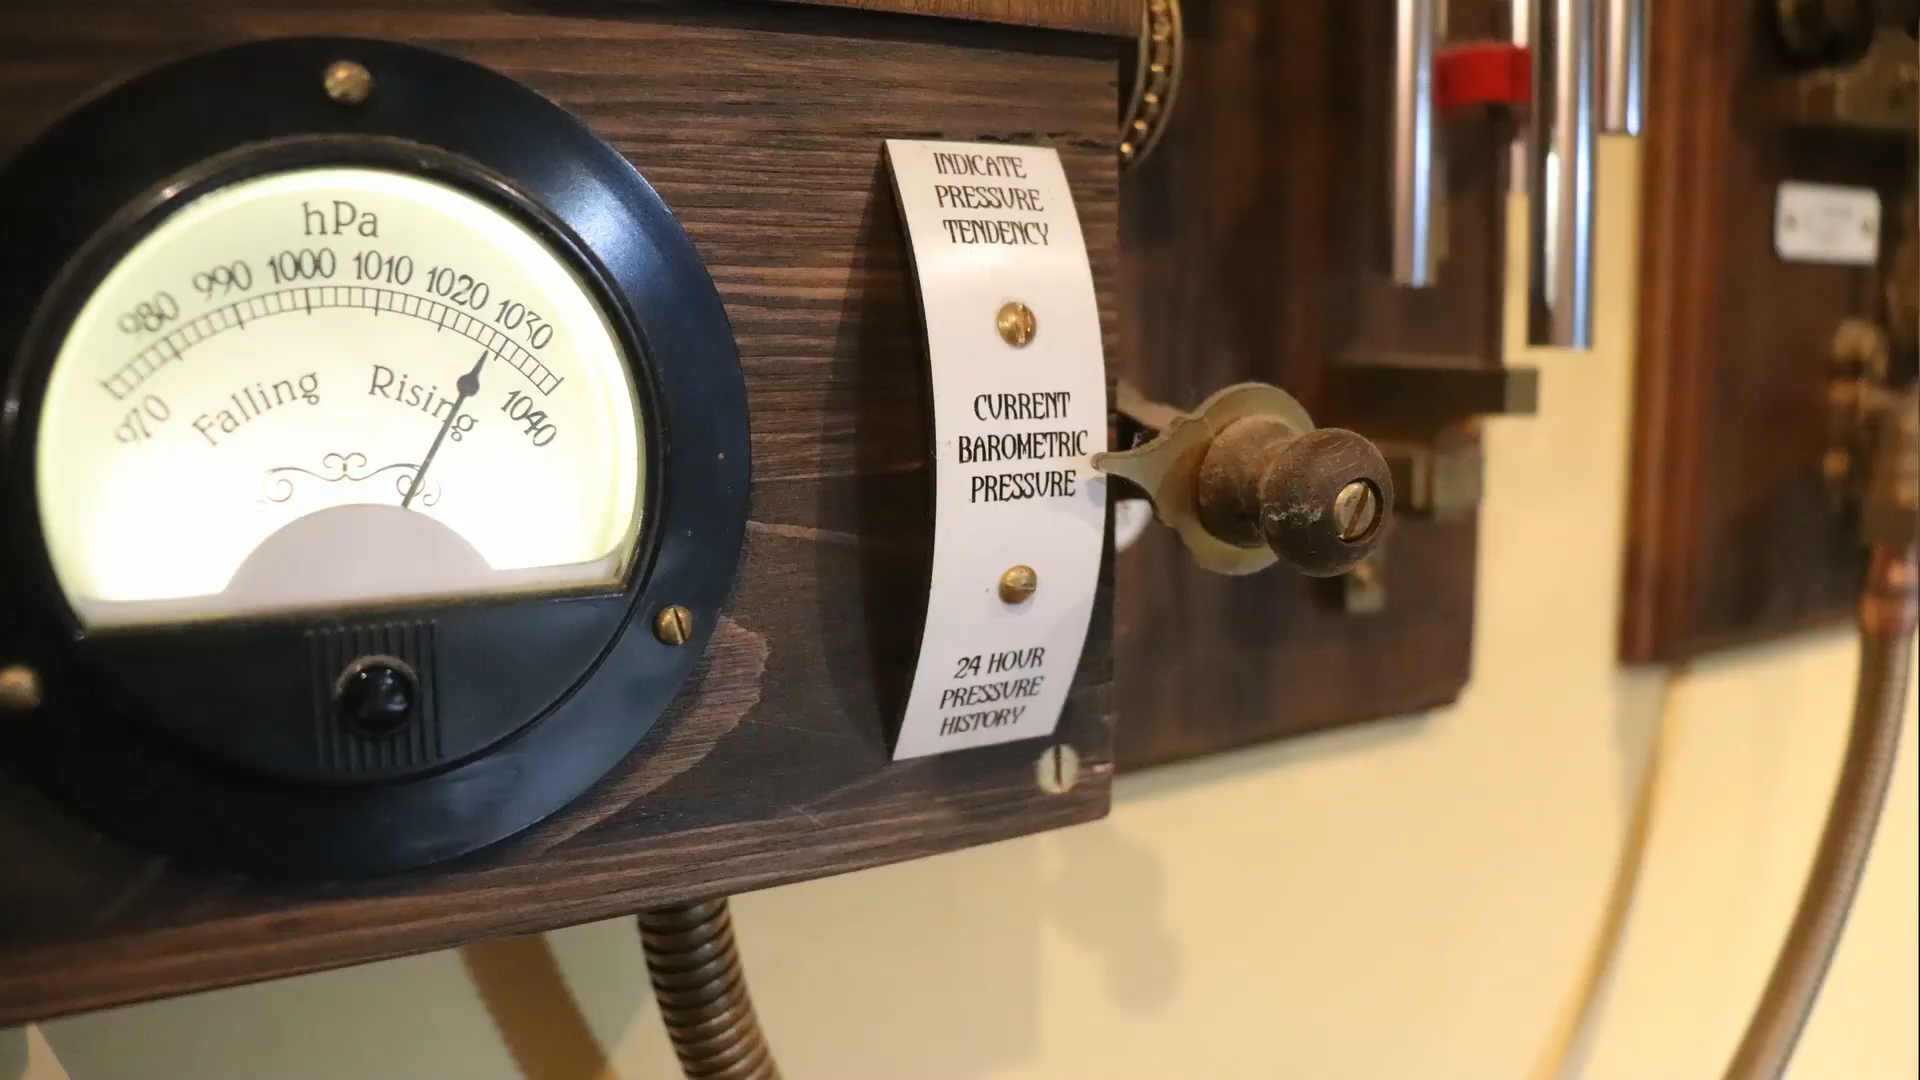 hPa
970 980 990 1000 1010 1020 1030 1040
Falling Rising
INDICATE
PRESSURE
TENDENCY
CURRENT
BAROMETRIC
PRESSURE
24 HOUR
PRESSURE
HISTORY